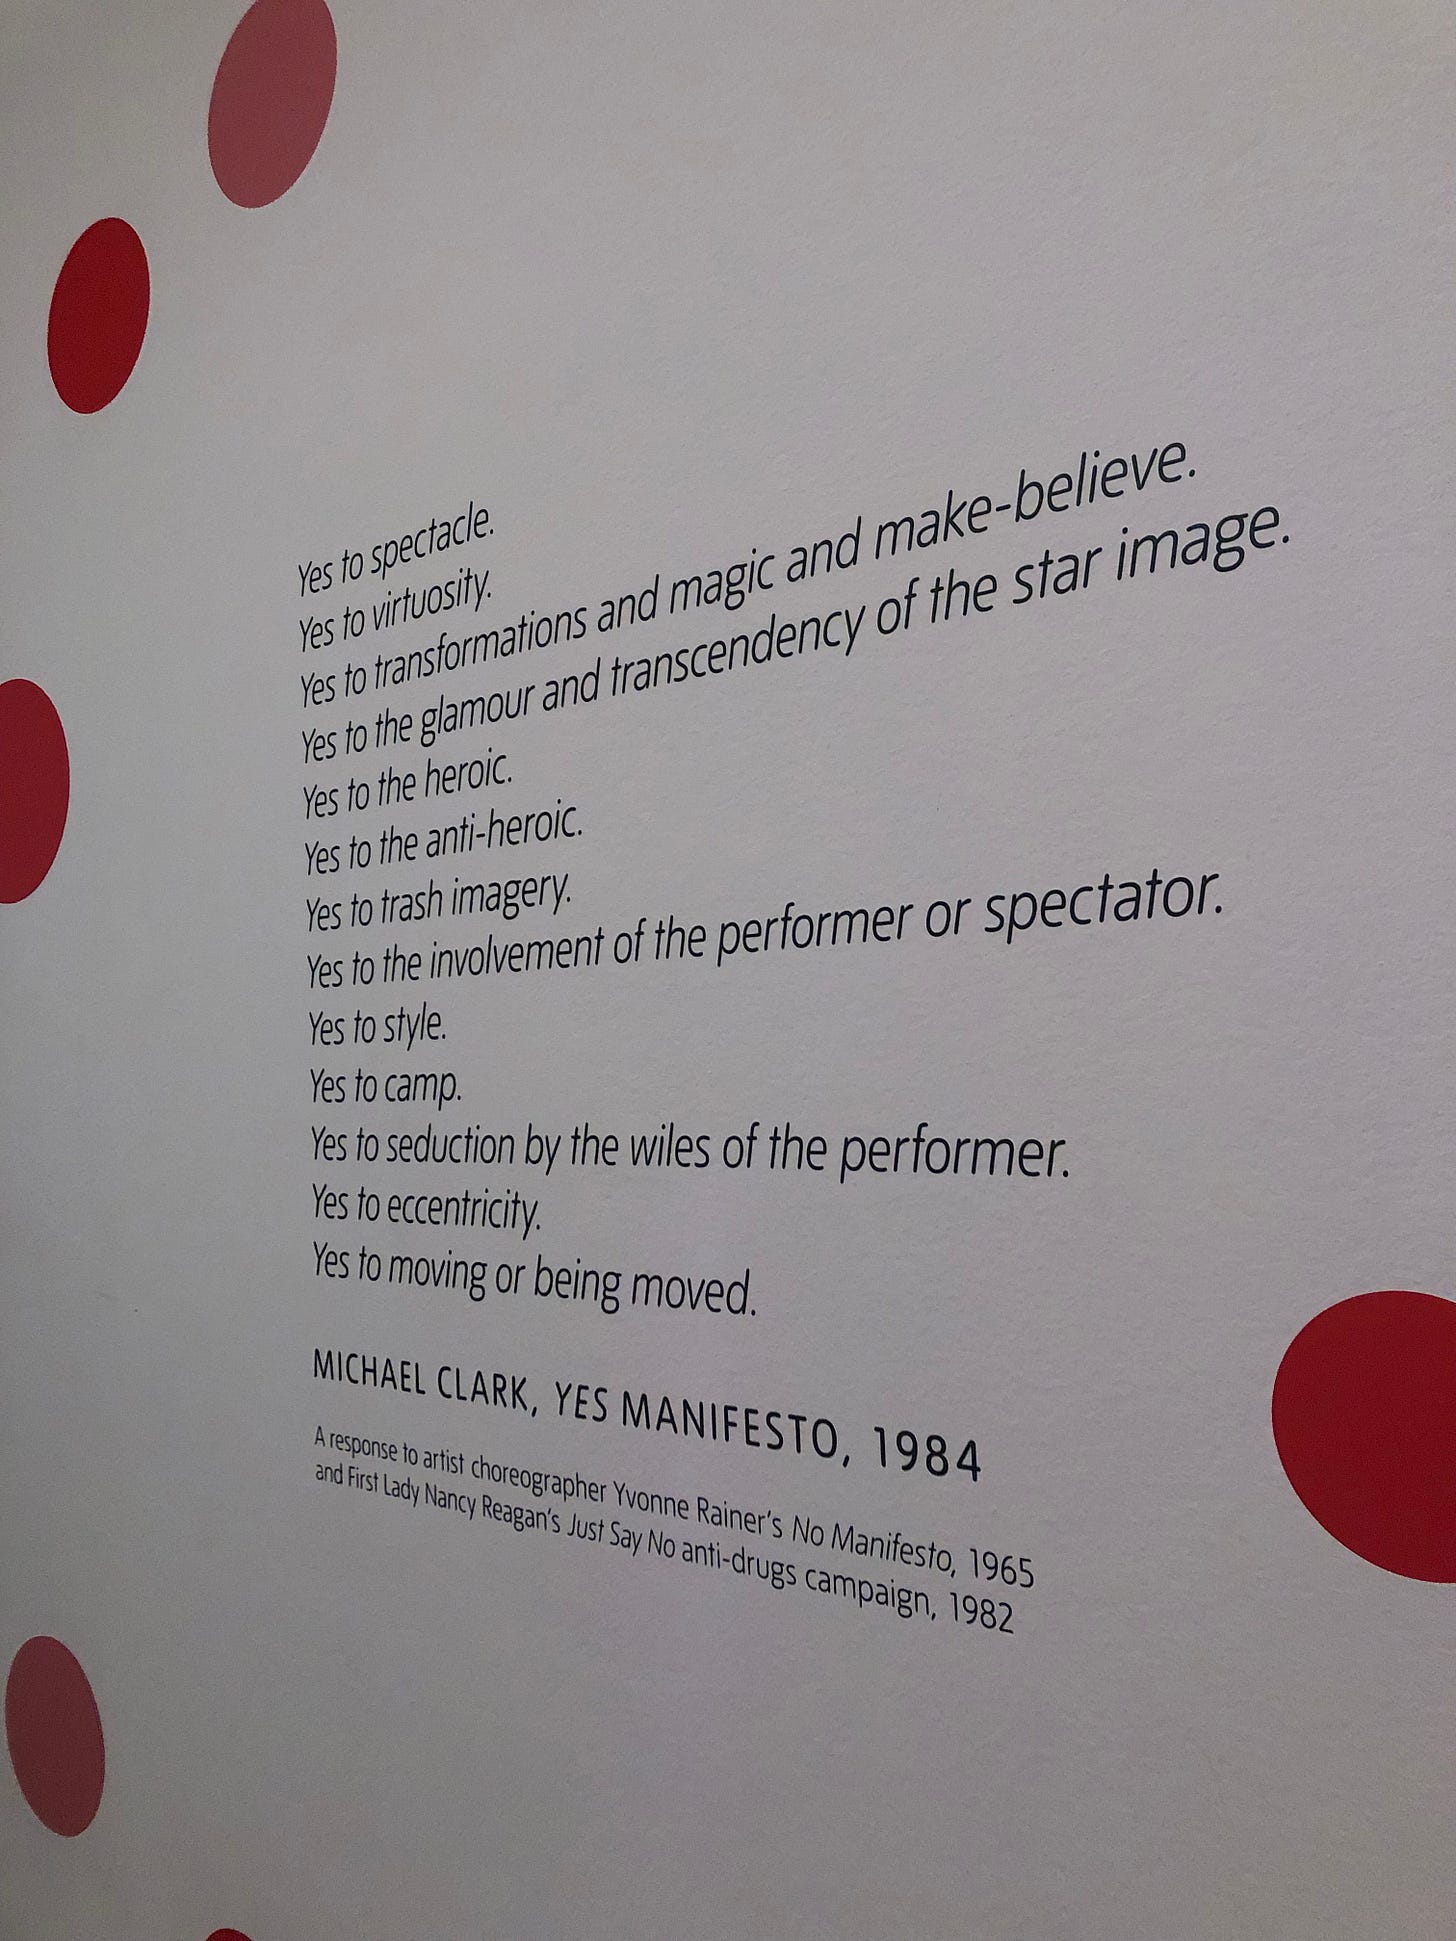 Yes to spectacle.
Yes to virtuosity.
Yes to transformations and magic and make-believe.
Yes to the glamour and transcendency of the star image.
Yes to the heroic.
Yes to the anti-heroic.
Yes to trash imagery.
Yes to the involvement of the performer or spectator.
Yes to style.
Yes to camp.
Yes to seduction by the wiles of the performer.
Yes to eccentricity.
Yes to moving or being moved.
MICHAEL CLARK, YES MANIFESTO, 1984
A response to artist choreographer Yvonne Rainer's No Manifesto, 1965
and First Lady Nancy Reagan's Just Say No anti-drugs campaign, 1982